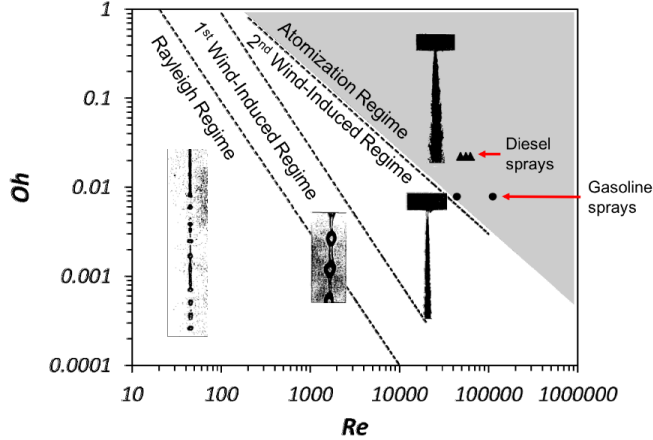 1
0.1
0.01
0.001
0.0001
Oh
10
100
1000
10000
100000
1000000
Re
Rayleigh Regime
1st Wind-Induced Regime
2nd Wind-Induced Regime
Atomization Regime
Diesel
sprays
Gasoline
sprays